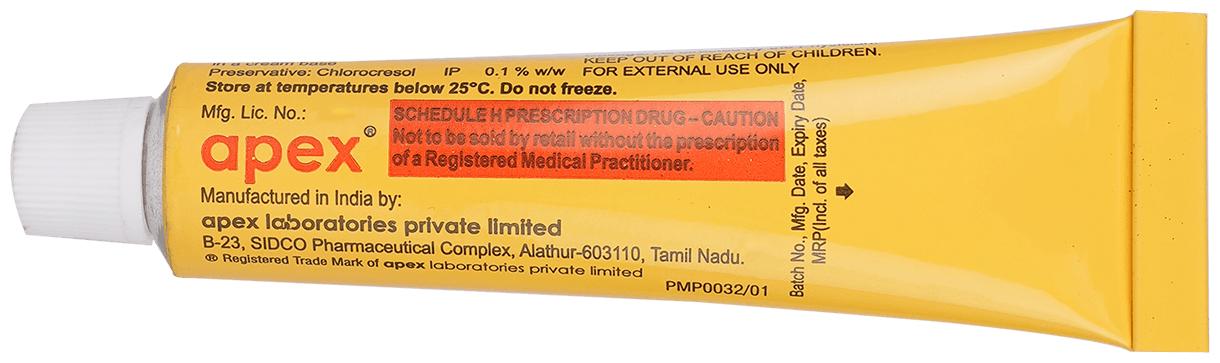 in a cream base
Preservative: Chlorocresol IP 0.1 % w/w
Store at temperatures below 25°C. Do not freeze.
KEEP OUT OF REACH OF CHILDREN.
FOR EXTERNAL USE ONLY
Mfg. Lic. No.:
apex®
SCHEDULE H PRESCRIPTION DRUG – CAUTION
Not to be sold by retail without the prescription
of a Registered Medical Practitioner.
Manufactured in India by:
apex laboratories private limited
B-23, SIDCO Pharmaceutical Complex, Alathur-603110, Tamil Nadu.
® Registered Trade Mark of apex laboratories private limited
PMP0032/01
Batch No., Mfg. Date, Expiry Date,
MRP(Incl. of all taxes)